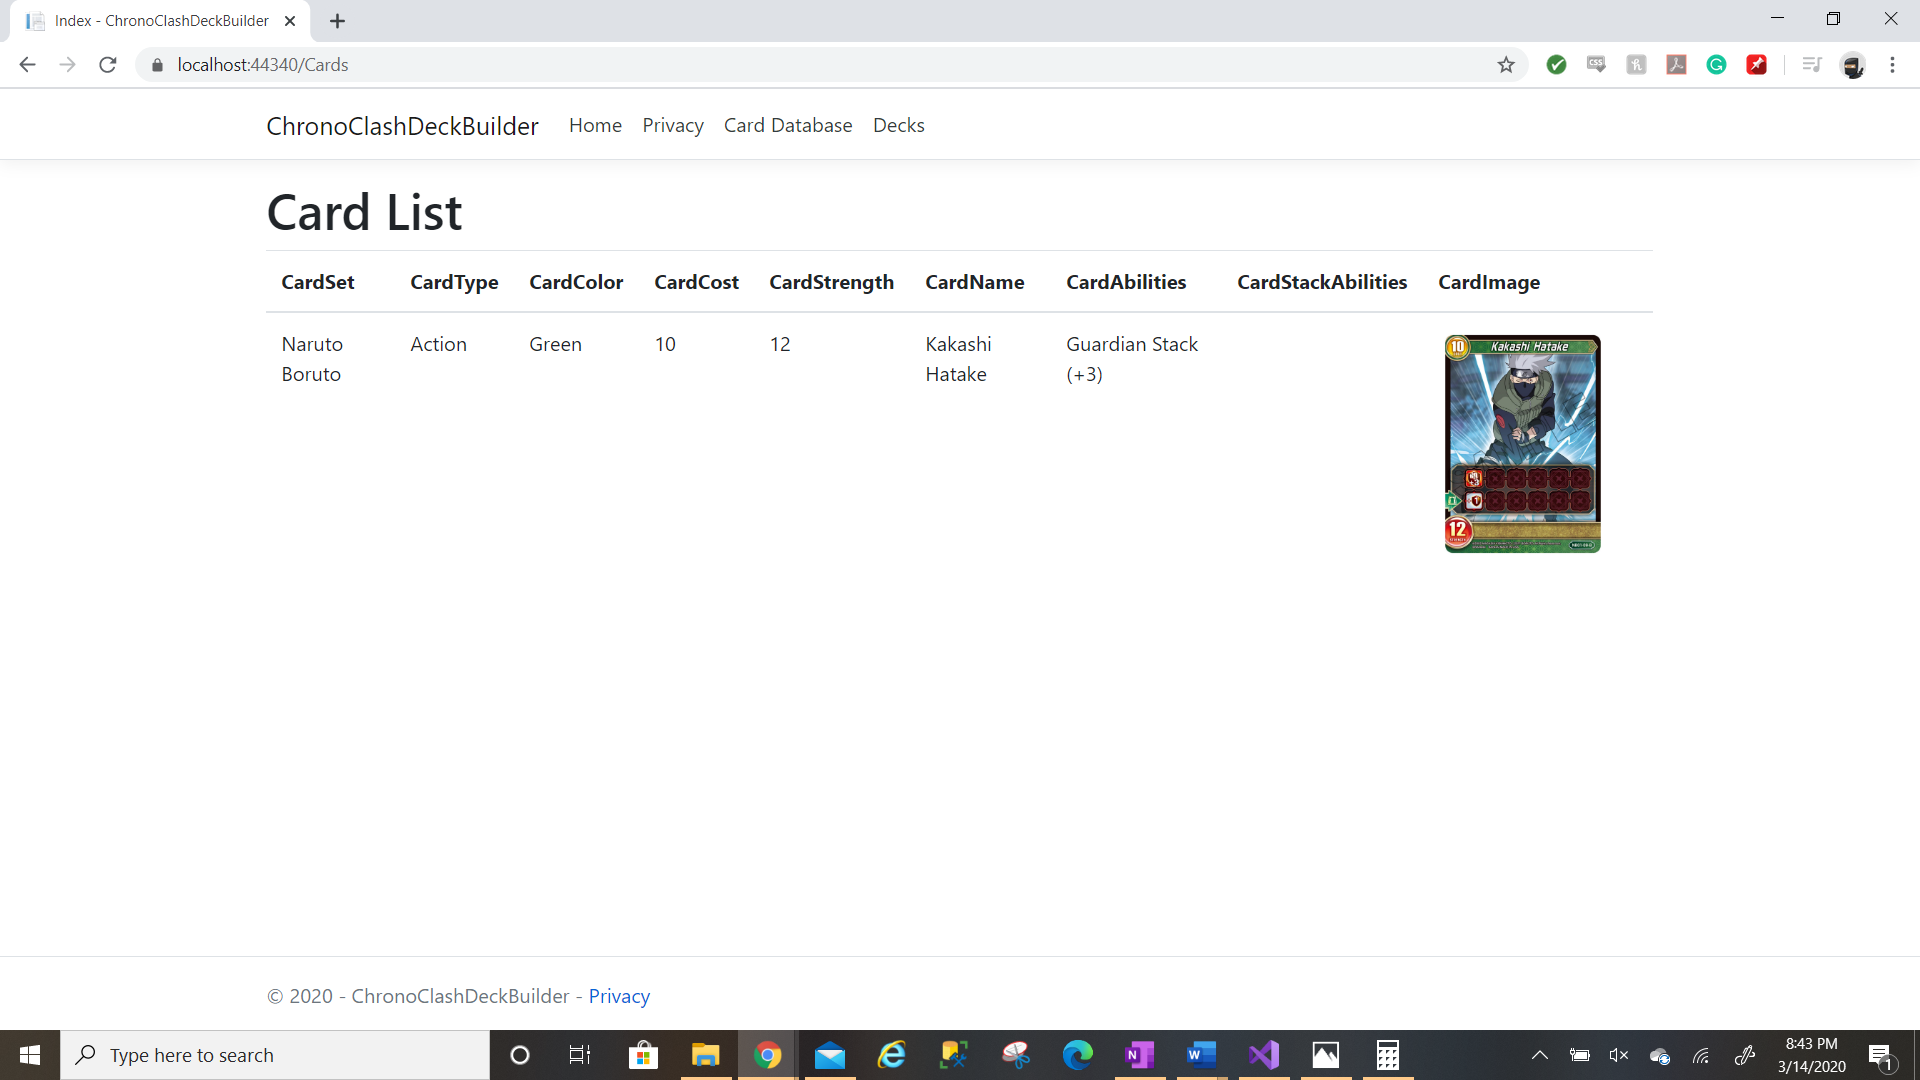 Index - ChronoClashDeckBuilder
localhost:44340/Cards
ChronoClashDeckBuilder Home Privacy Card Database Decks
Card List
CardSet CardType CardColor CardCost CardStrength CardName CardAbilities CardStackAbilities CardImage
Naruto Action Green 10 12 Kakashi Guardian Stack
Boruto Hatake (+3)
10 Kakashi Hatake
12
© 2020 - ChronoClashDeckBuilder - Privacy
Type here to search
8:43 PM
3/14/2020
1